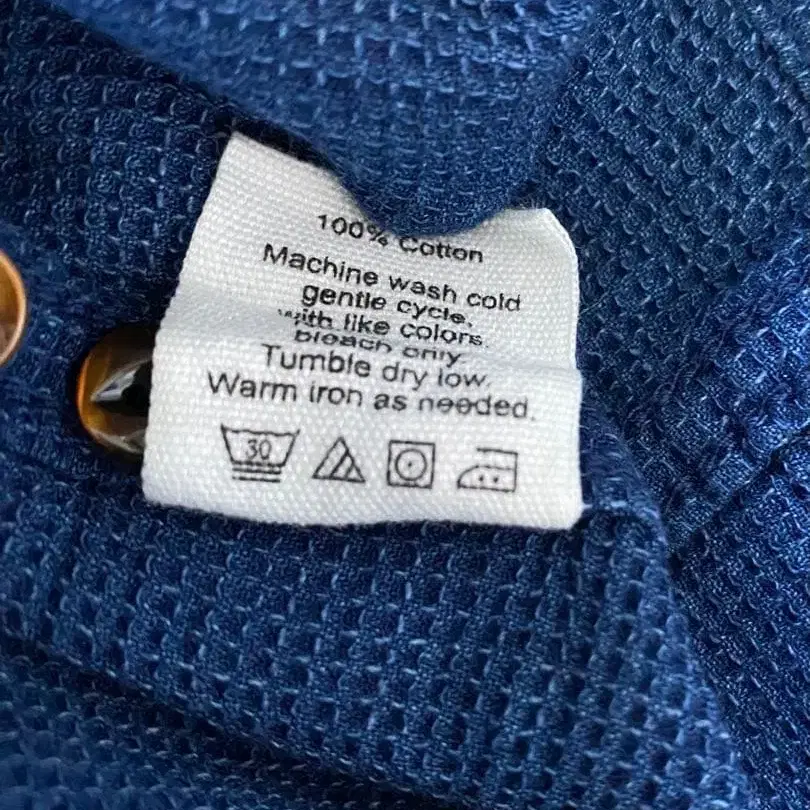 100% Cotton
Machine wash cold
gentle cycle,
with like colors.
bleach only.
Tumble dry low.
Warm iron as needed.
30